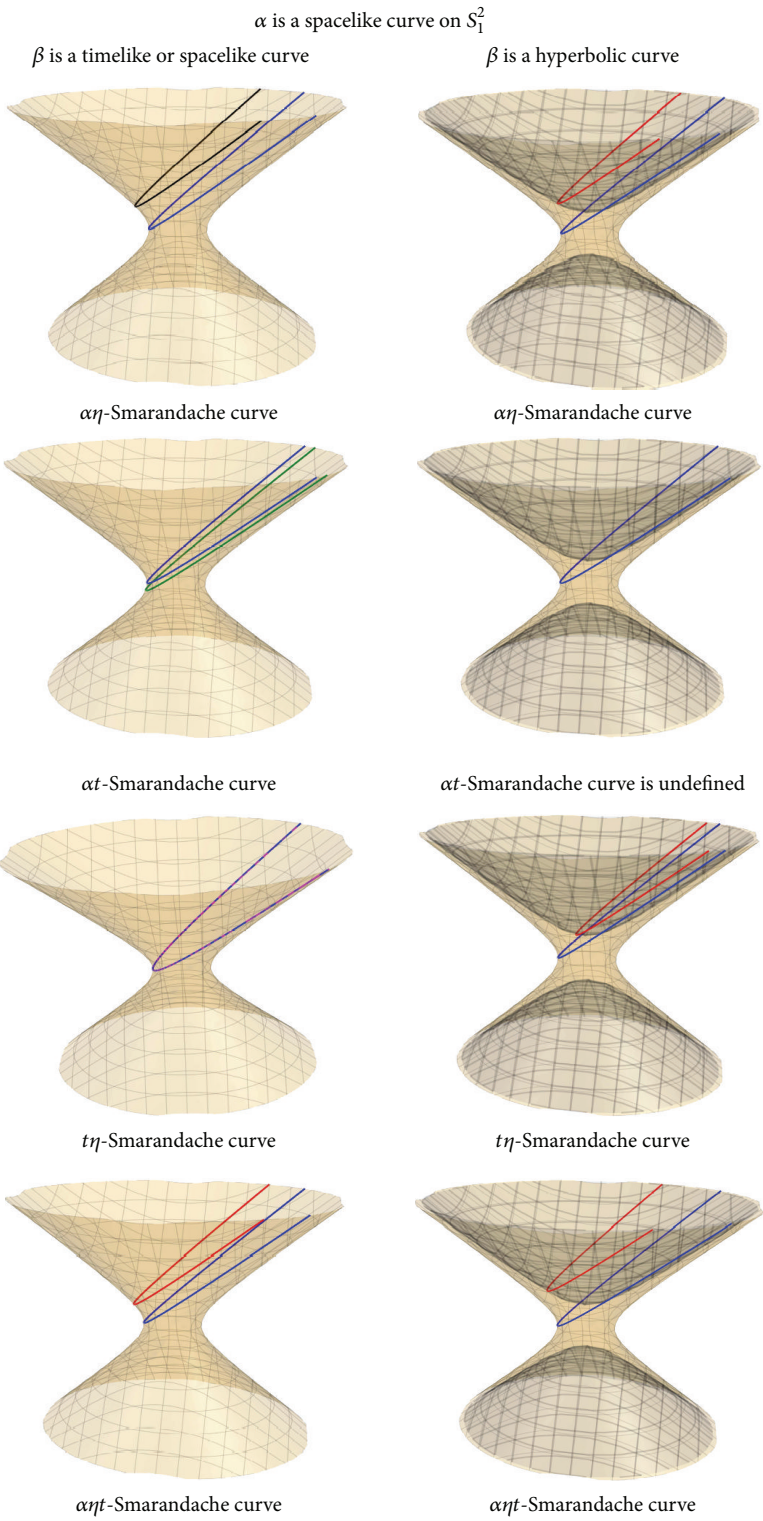 α is a spacelike curve on S₁²
β is a timelike or spacelike curve
β is a hyperbolic curve
αη-Smarandache curve
αη-Smarandache curve
αt-Smarandache curve
αt-Smarandache curve is undefined
tη-Smarandache curve
tη-Smarandache curve
αηt-Smarandache curve
αηt-Smarandache curve